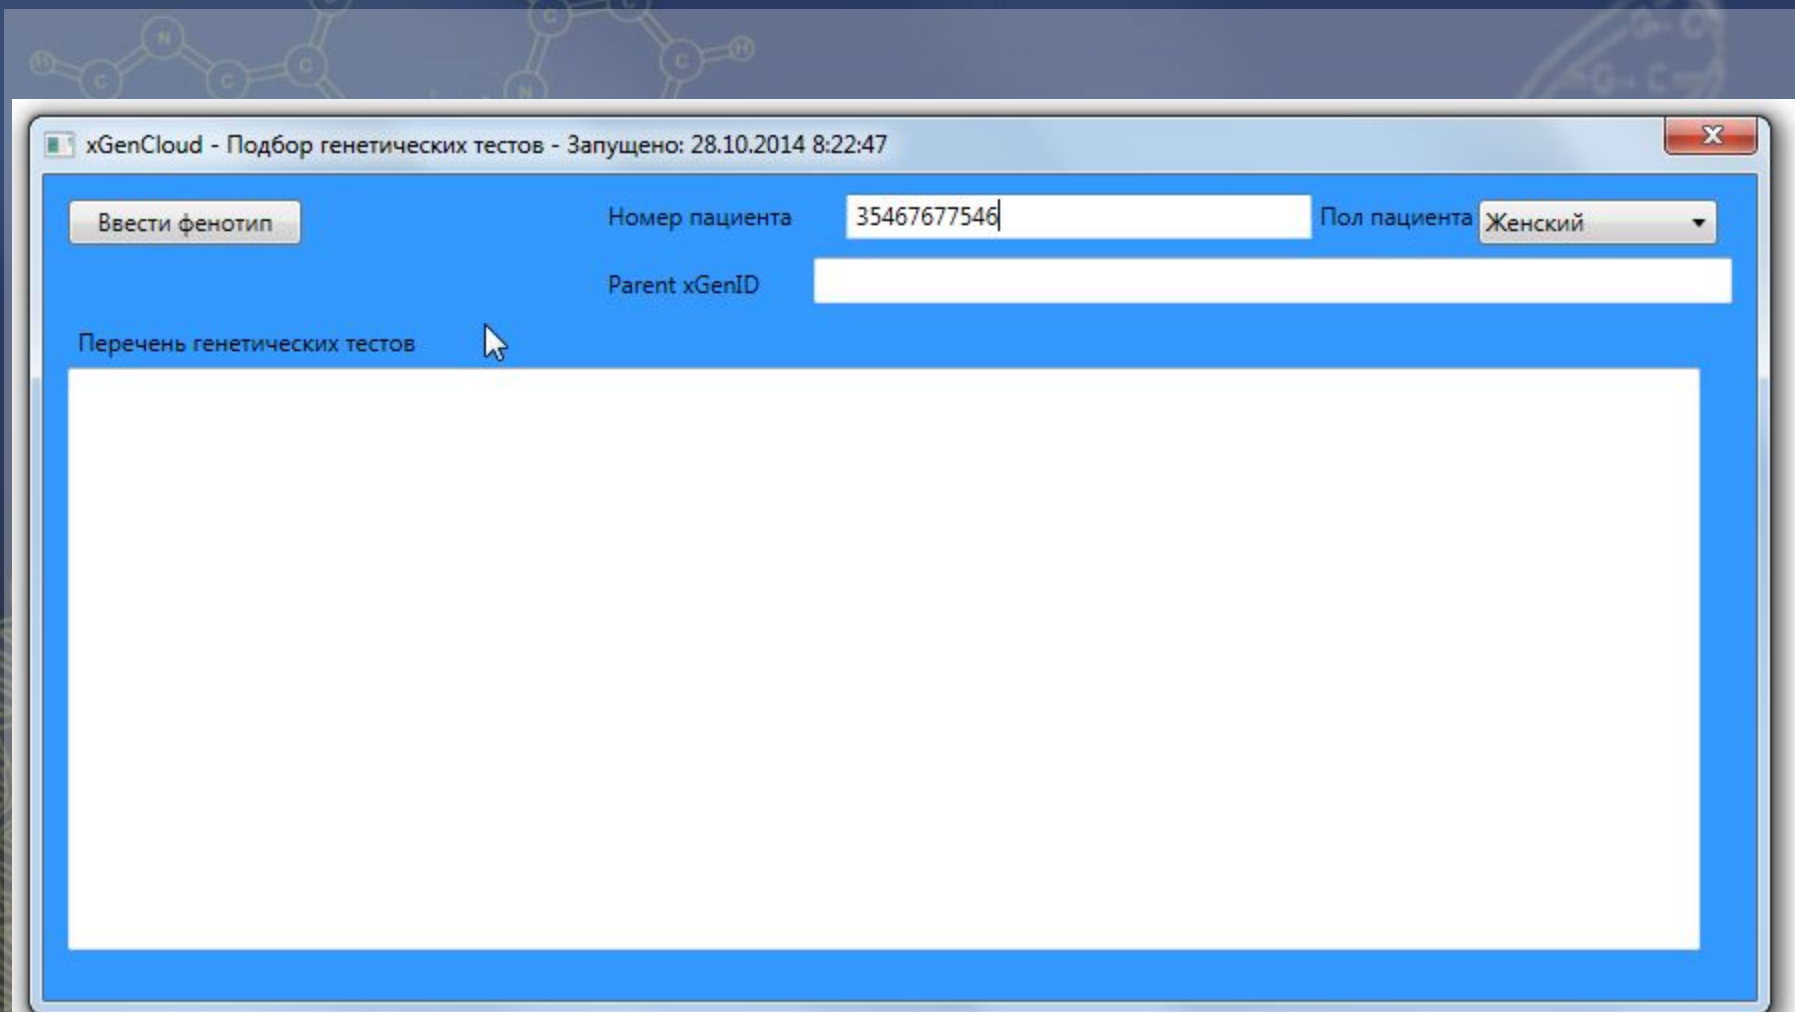 xGenCloud - Подбор генетических тестов - Запущено: 28.10.2014 8:22:47
Ввести фенотип
Номер пациента 35467677546 Пол пациента Женский
Parent xGenID
Перечень генетических тестов